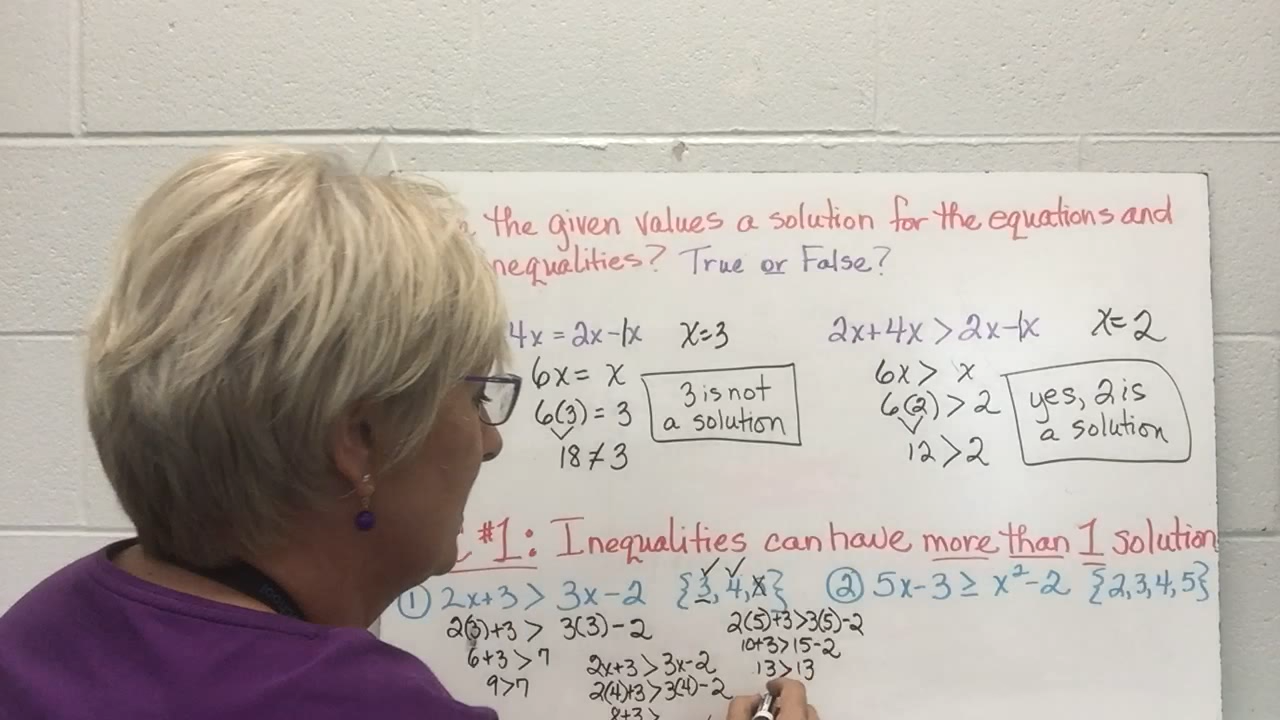 the given values a solution for the equations and
nequalities? True or False?
4x = 2x-1x   x=3
6x = x
6(3) = 3
18 ≠ 3
3 is not
a solution
2x+4x > 2x-1x   x=2
6x > x
6(2) > 2
12 > 2
yes, 2 is
a solution
#1: Inequalities can have more than 1 solution
① 2x+3 > 3x-2 {3, 4, }
2(3)+3 > 3(3)-2
6+3 > 7
9>7
2x+3 > 3x-2
2(4)+3 > 3(4)-2
8+3 >
2(5)+3>3(5)-2
10+3>15-2
13>13
② 5x-3 ≥ x²-2 {2,3,4,5}